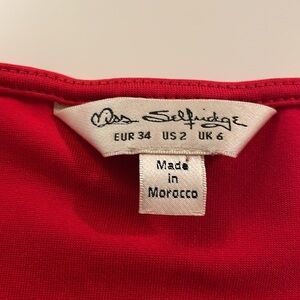 Miss Selfridge
EUR 34 US 2 UK 6
Made
in
Morocco